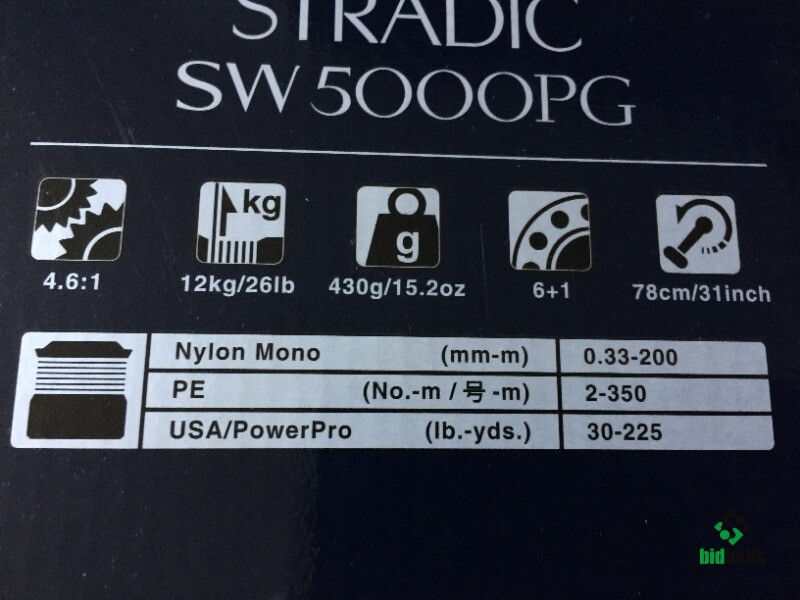 STRADIC
SW 5000PG
kg
g
4.6:1
12kg/26lb
430g/15.2oz
6+1
78cm/31inch
Nylon Mono (mm-m) 0.33-200
PE (No.-m / 号 -m) 2-350
USA/PowerPro (lb.-yds.) 30-225